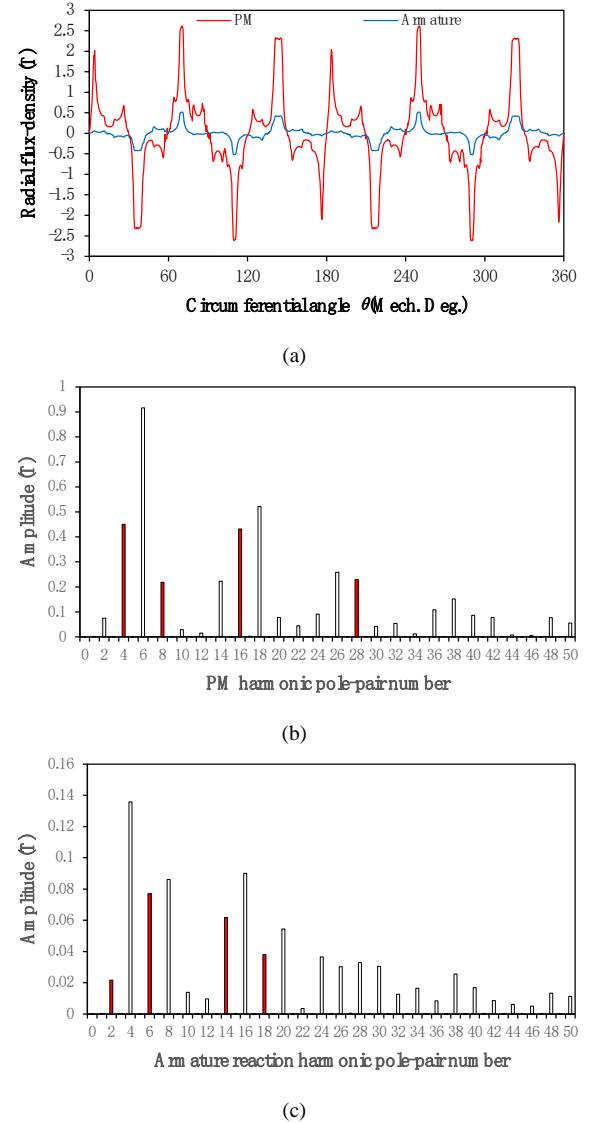 3
PM
Armature
2.5
2
1.5
1
0.5
0
-0.5
-1
-1.5
-2
-2.5
-3
Radial flux-density (T)
0 60 120 180 240 300 360
Circumferential angle θ (Mech. Deg.)
(a)
1
0.9
0.8
0.7
0.6
0.5
0.4
0.3
0.2
0.1
0
Amplitude (T)
0 2 4 6 8 10 12 14 16 18 20 22 24 26 28 30 32 34 36 38 40 42 44 46 48 50
PM harmonic pole-pair number
(b)
0.16
0.14
0.12
0.1
0.08
0.06
0.04
0.02
0
Amplitude (T)
0 2 4 6 8 10 12 14 16 18 20 22 24 26 28 30 32 34 36 38 40 42 44 46 48 50
Armature reaction harmonic pole-pair number
(c)